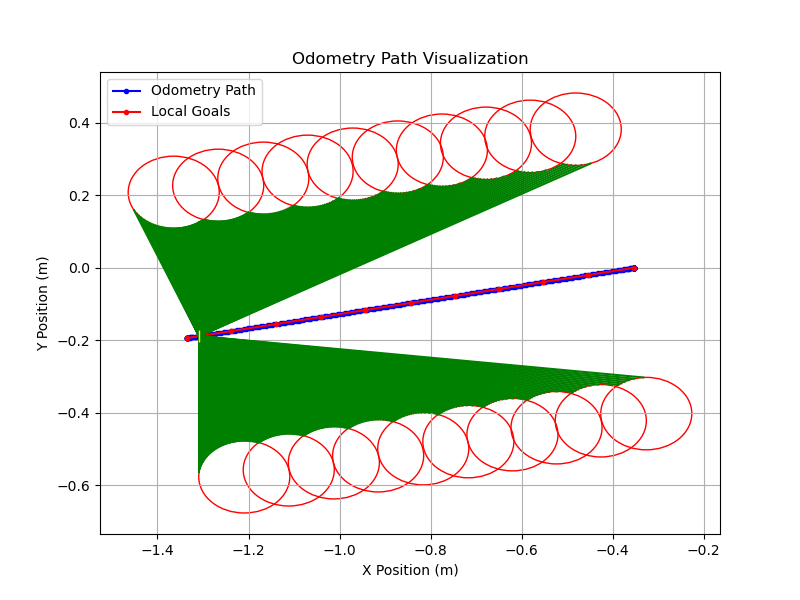 Odometry Path Visualization
Odometry Path
Local Goals
0.4
0.2
0.0
−0.2
−0.4
−0.6
Y Position (m)
−1.4 −1.2 −1.0 −0.8 −0.6 −0.4 −0.2
X Position (m)